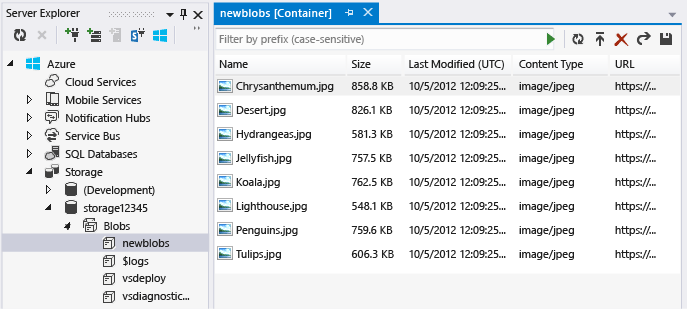 Server Explorer
Azure
Cloud Services
Mobile Services
Notification Hubs
Service Bus
SQL Databases
Storage
(Development)
storage12345
Blobs
newblobs
$logs
vsdeploy
vsdiagnostic...
newblobs [Container]
Filter by prefix (case-sensitive)
Name Size Last Modified (UTC) Content Type URL
Chrysanthemum.jpg 858.8 KB 10/5/2012 12:09:25... image/jpeg https://...
Desert.jpg 826.1 KB 10/5/2012 12:09:25... image/jpeg https://...
Hydrangeas.jpg 581.3 KB 10/5/2012 12:09:25... image/jpeg https://...
Jellyfish.jpg 757.5 KB 10/5/2012 12:09:25... image/jpeg https://...
Koala.jpg 762.5 KB 10/5/2012 12:09:25... image/jpeg https://...
Lighthouse.jpg 548.1 KB 10/5/2012 12:09:25... image/jpeg https://...
Penguins.jpg 759.6 KB 10/5/2012 12:09:25... image/jpeg https://...
Tulips.jpg 606.3 KB 10/5/2012 12:09:25... image/jpeg https://...